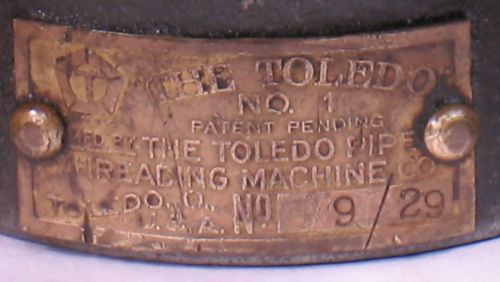 "THE TOLEDO"
NO. 1
PATENT PENDING
MFD BY THE TOLEDO PIPE
THREADING MACHINE CO
TOLEDO, O.,
U.S.A. No 9/29